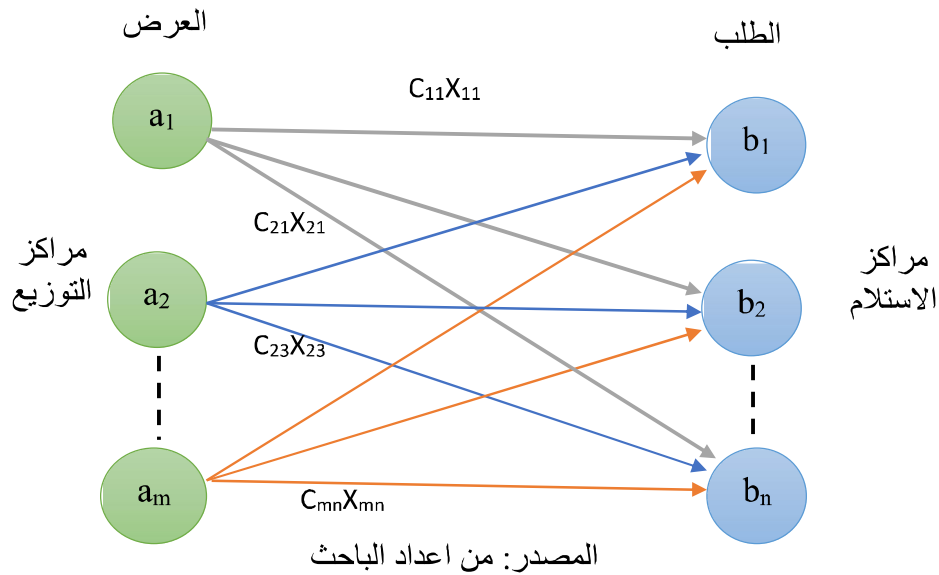 العرض
الطلب
C₁₁X₁₁
a₁
b₁
C₂₁X₂₁
مراكز
التوزيع
a₂
b₂
مراكز
الاستلام
C₂₃X₂₃
aₘ
bₙ
CₘₙXₘₙ
المصدر: من اعداد الباحث